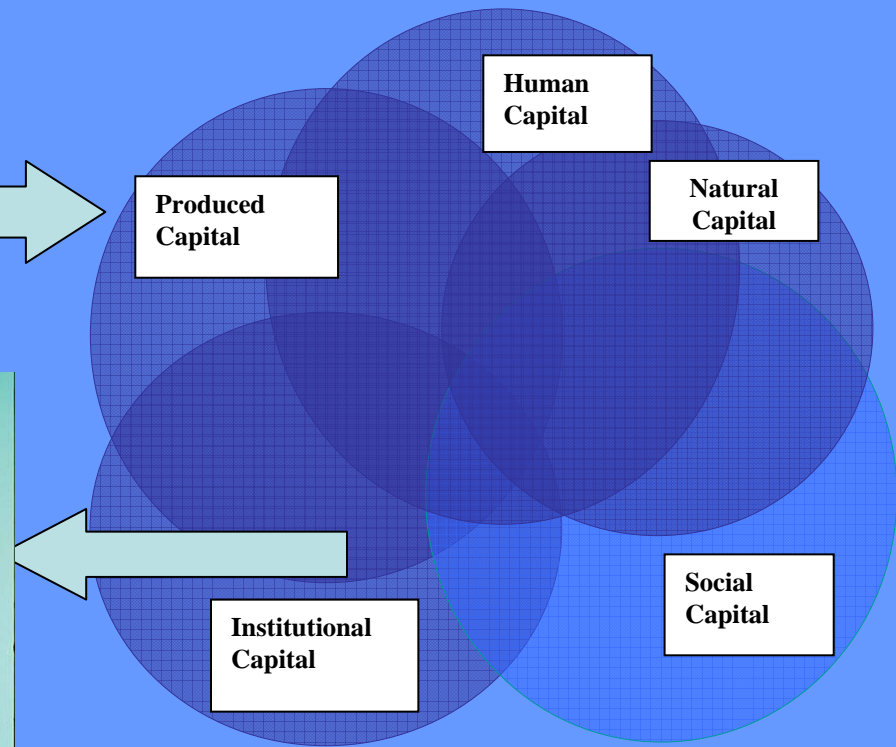 Human
Capital
Natural
Capital
Produced
Capital
Social
Capital
Institutional
Capital